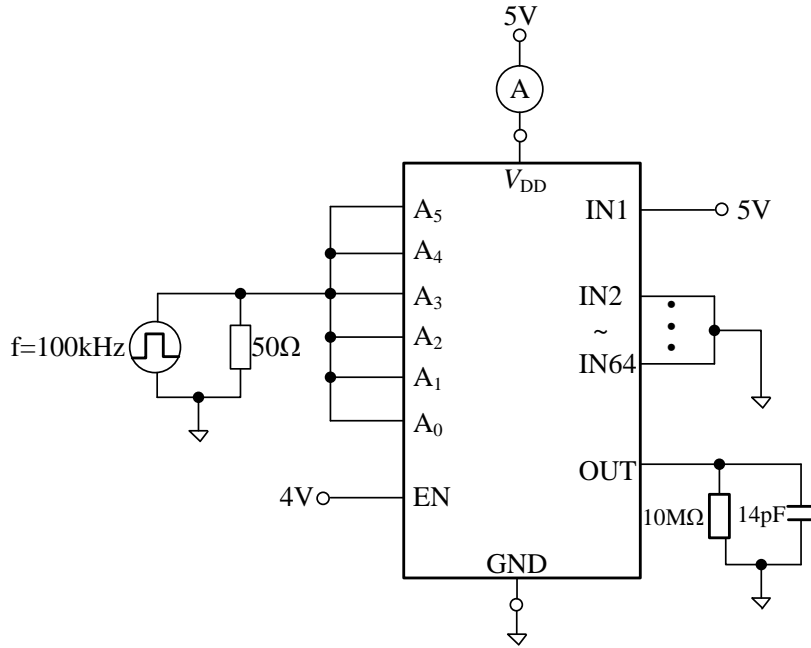 5V
A
V_DD
A₅
IN1
5V
A₄
A₃
IN2
f=100kHz
50Ω
A₂
~
A₁
IN64
A₀
OUT
4V
EN
10MΩ
14pF
GND